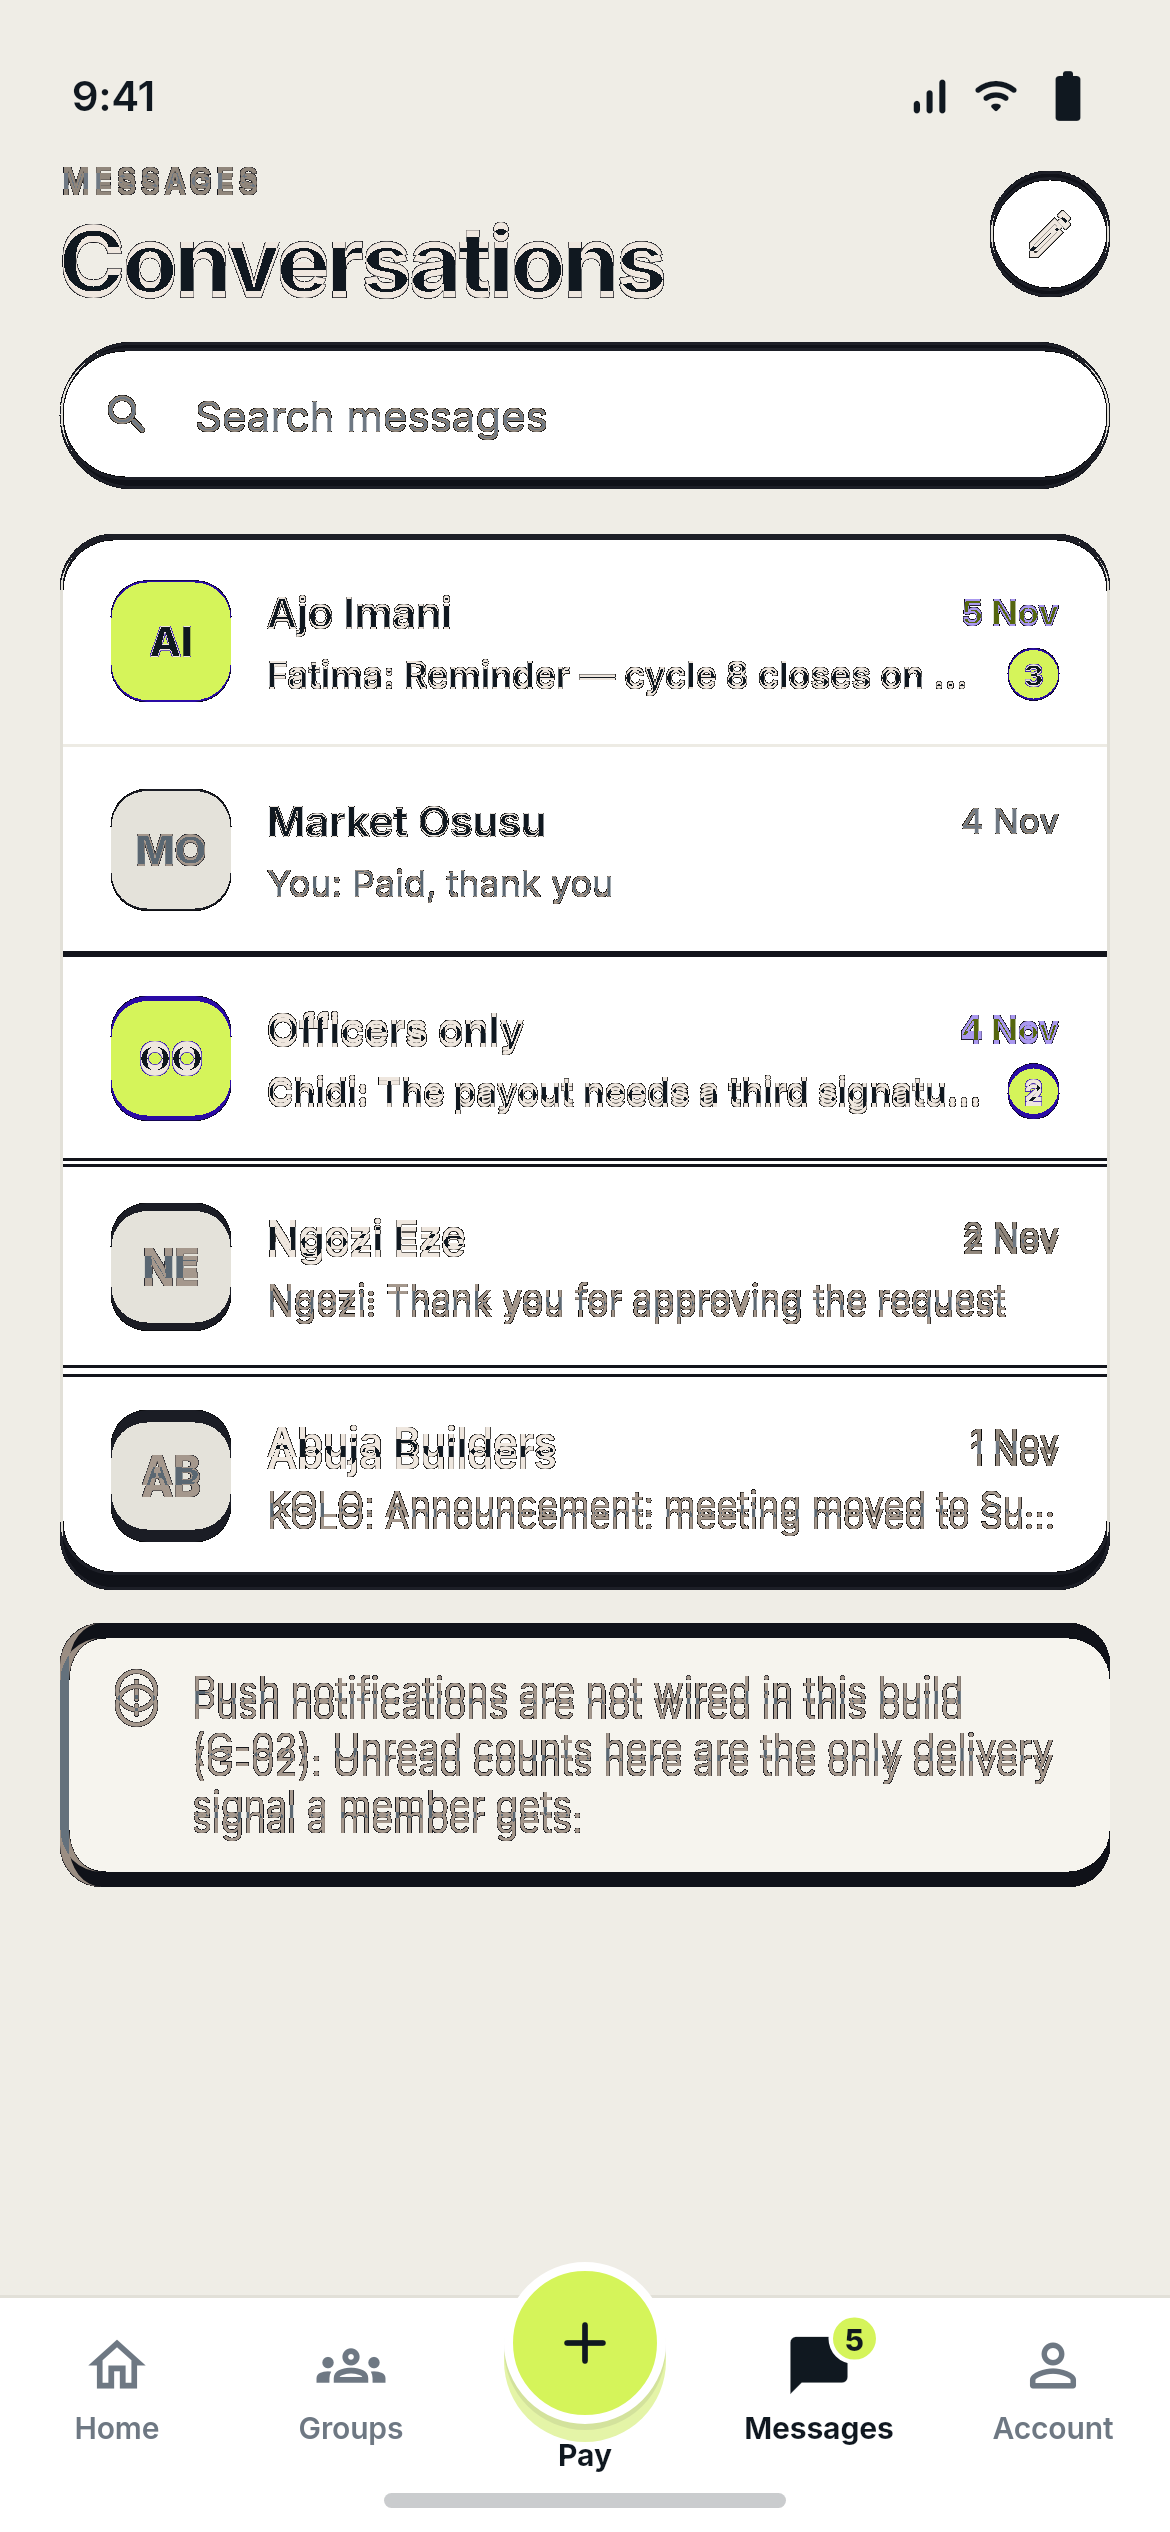 9:41
MESSAGES
Conversations
Search messages
AI
Ajo Imani
5 Nov
Fatima: Reminder — cycle 8 closes on ...
3
MO
Market Osusu
4 Nov
You: Paid, thank you
OO
Officers only
4 Nov
Chidi: The payout needs a third signatu...
2
NE
Ngozi Eze
2 Nov
Ngozi: Thank you for approving the request
AB
Abuja Builders
1 Nov
KOLO: Announcement: meeting moved to Su...
Push notifications are not wired in this build
(G-02). Unread counts here are the only delivery
signal a member gets.
5
Home
Groups
Pay
Messages
Account